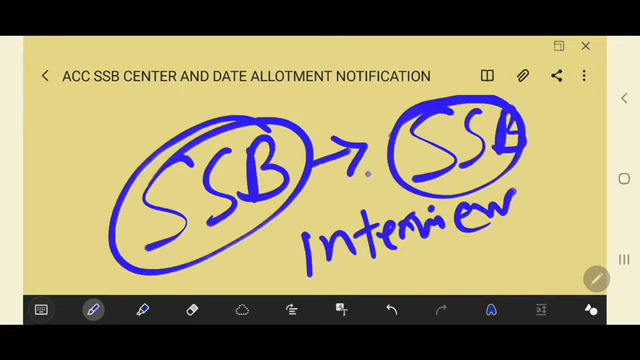 ACC SSB CENTER AND DATE ALLOTMENT NOTIFICATION
SSB → SSB
Interview